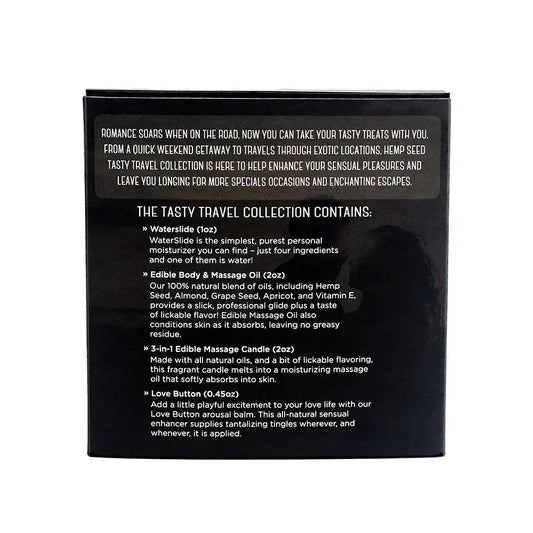 ROMANCE SOARS WHEN ON THE ROAD, NOW YOU CAN TAKE YOUR TASTY TREATS WITH YOU.
FROM A QUICK WEEKEND GETAWAY TO TRAVELS THROUGH EXOTIC LOCATIONS, HEMP SEED
TASTY TRAVEL COLLECTION IS HERE TO HELP ENHANCE YOUR SENSUAL PLEASURES AND
LEAVE YOU LONGING FOR MORE SPECIALS OCCASIONS AND ENCHANTING ESCAPES.
THE TASTY TRAVEL COLLECTION CONTAINS:
» Waterslide (1oz)
WaterSlide is the simplest, purest personal
moisturizer you can find – just four ingredients
and one of them is water!
» Edible Body & Massage Oil (2oz)
Our 100% natural blend of oils, including Hemp
Seed, Almond, Grape Seed, Apricot, and Vitamin E,
provides a slick, professional glide plus a taste
of lickable flavor! Edible Massage Oil also
conditions skin as it absorbs, leaving no greasy
residue.
» 3-in-1 Edible Massage Candle (2oz)
Made with all natural oils, and a bit of lickable flavoring,
this fragrant candle melts into a moisturizing massage
oil that softly absorbs into skin.
» Love Button (0.45oz)
Add a little playful excitement to your love life with our
Love Button arousal balm. This all-natural sensual
enhancer supplies tantalizing tingles wherever, and
whenever, it is applied.